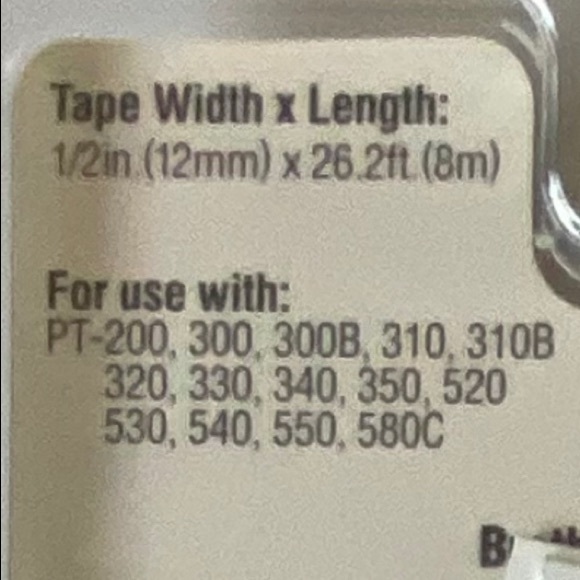 Tape Width x Length:
1/2in.(12mm) x 26.2ft.(8m)
For use with:
PT-200, 300, 300B, 310, 310B
320, 330, 340, 350, 520
530, 540, 550, 580C